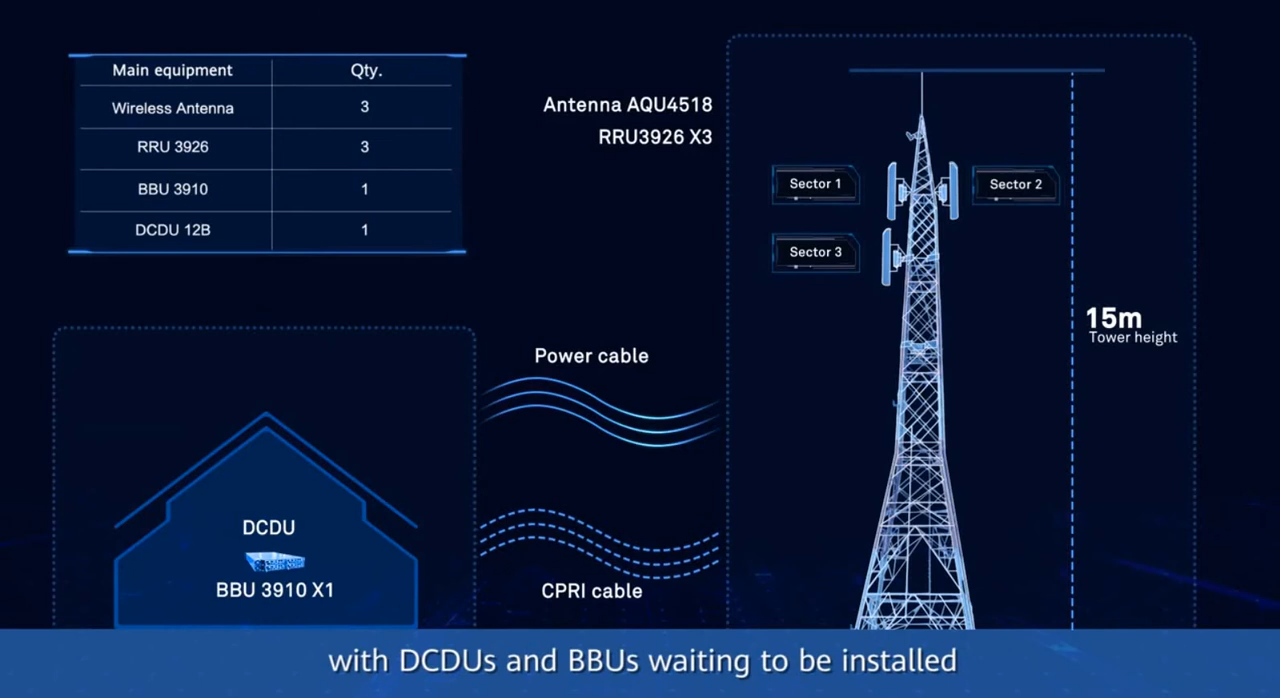 Main equipment Qty.
Wireless Antenna 3
RRU 3926 3
BBU 3910 1
DCDU 12B 1
Antenna AQU4518
RRU3926 X3
Sector 1
Sector 2
Sector 3
15m
Tower height
Power cable
DCDU
BBU 3910 X1
CPRI cable
with DCDUs and BBUs waiting to be installed